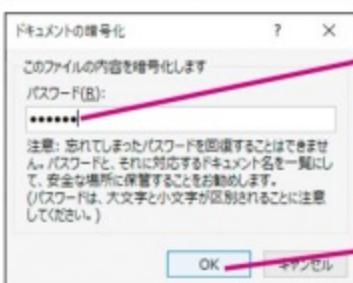 ドキュメントの暗号化
このファイルの内容を暗号化します
パスワード(R):
●●●●●●
注意: 忘れてしまったパスワードを回復することはできませ
ん。パスワードと、それに対応するドキュメント名を一覧にし
て、安全な場所に保管することをお勧めします。
(パスワードは、大文字と小文字が区別されることに注意
してください。)
OK キャンセル